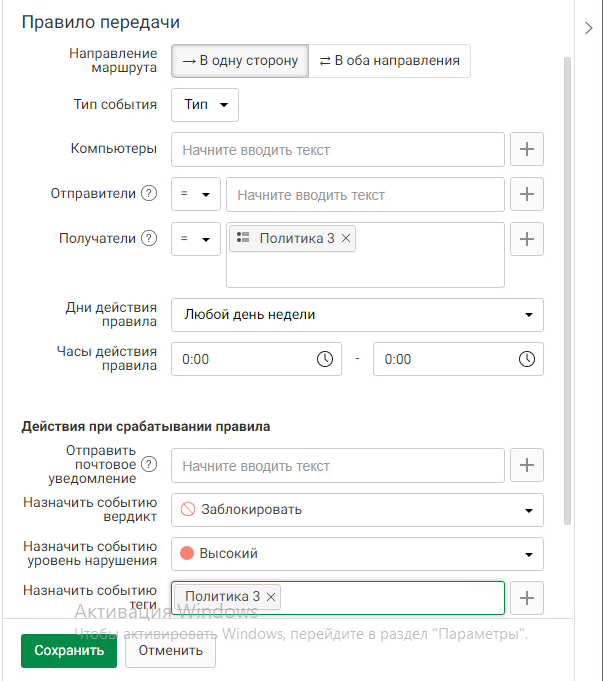 Правило передачи
Направление
маршрута
→ В одну сторону
⇄ В оба направления
Тип события
Тип
Компьютеры
Начните вводить текст
Отправители ?
=
Начните вводить текст
Получатели ?
=
Политика 3 ×
Дни действия
правила
Любой день недели
Часы действия
правила
0:00
-
0:00
Действия при срабатывании правила
Отправить
почтовое
уведомление ?
Начните вводить текст
Назначить событию
вердикт
Заблокировать
Назначить событию
уровень нарушения
Высокий
Назначить событию
теги
Политика 3 ×
Активация Windows
Чтобы активировать Windows, перейдите в раздел "Параметры".
Сохранить
Отменить